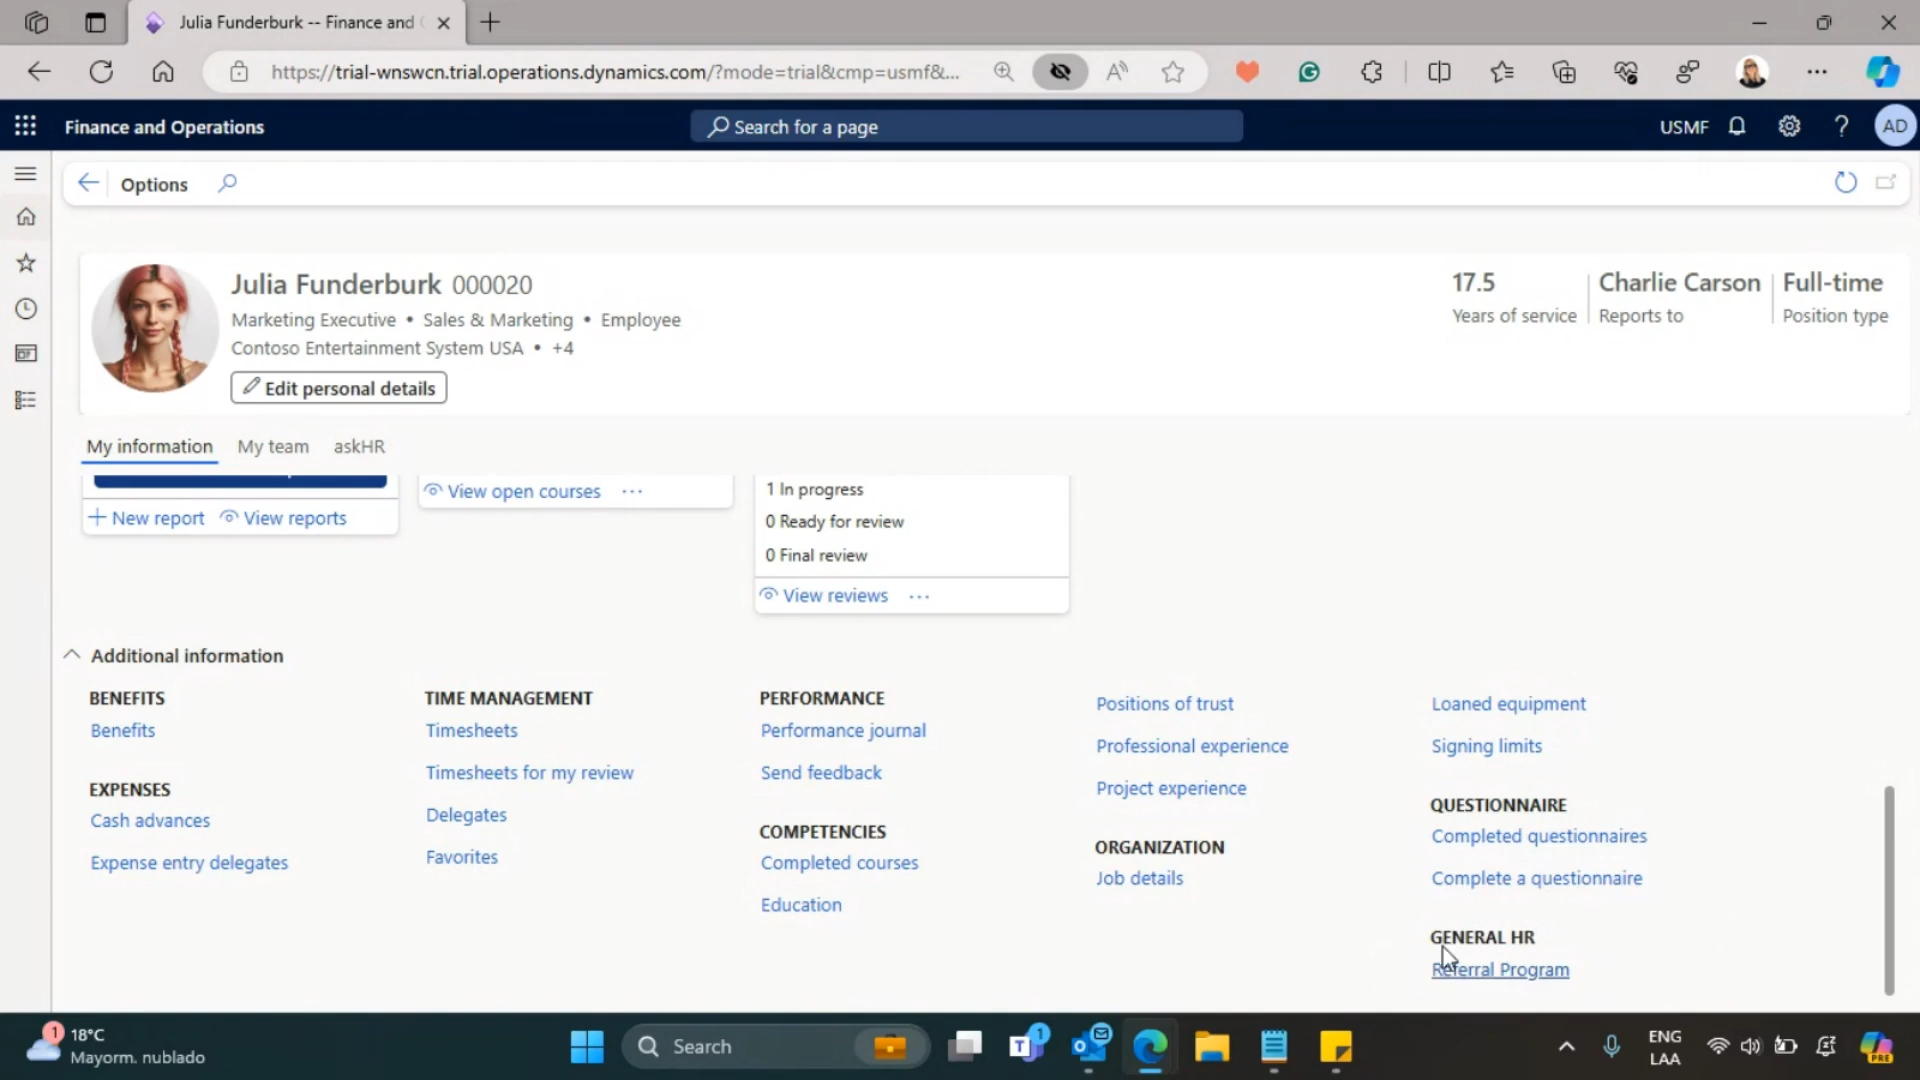 Julia Funderburk -- Finance and
https://trial-wnswcn.trial.operations.dynamics.com/?mode=trial&cmp=usmf&...
Finance and Operations
Search for a page
USMF
AD
Options
Julia Funderburk 000020
Marketing Executive • Sales & Marketing • Employee
Contoso Entertainment System USA • +4
Edit personal details
17.5
Years of service
Charlie Carson
Reports to
Full-time
Position type
My information
My team
askHR
New report
View reports
View open courses
1 In progress
0 Ready for review
0 Final review
View reviews
Additional information
BENEFITS
Benefits
EXPENSES
Cash advances
Expense entry delegates
TIME MANAGEMENT
Timesheets
Timesheets for my review
Delegates
Favorites
PERFORMANCE
Performance journal
Send feedback
COMPETENCIES
Completed courses
Education
Positions of trust
Professional experience
Project experience
ORGANIZATION
Job details
Loaned equipment
Signing limits
QUESTIONNAIRE
Completed questionnaires
Complete a questionnaire
GENERAL HR
Referral Program
1
18°C
Mayorm. nublado
Search
1
ENG
LAA
PRE